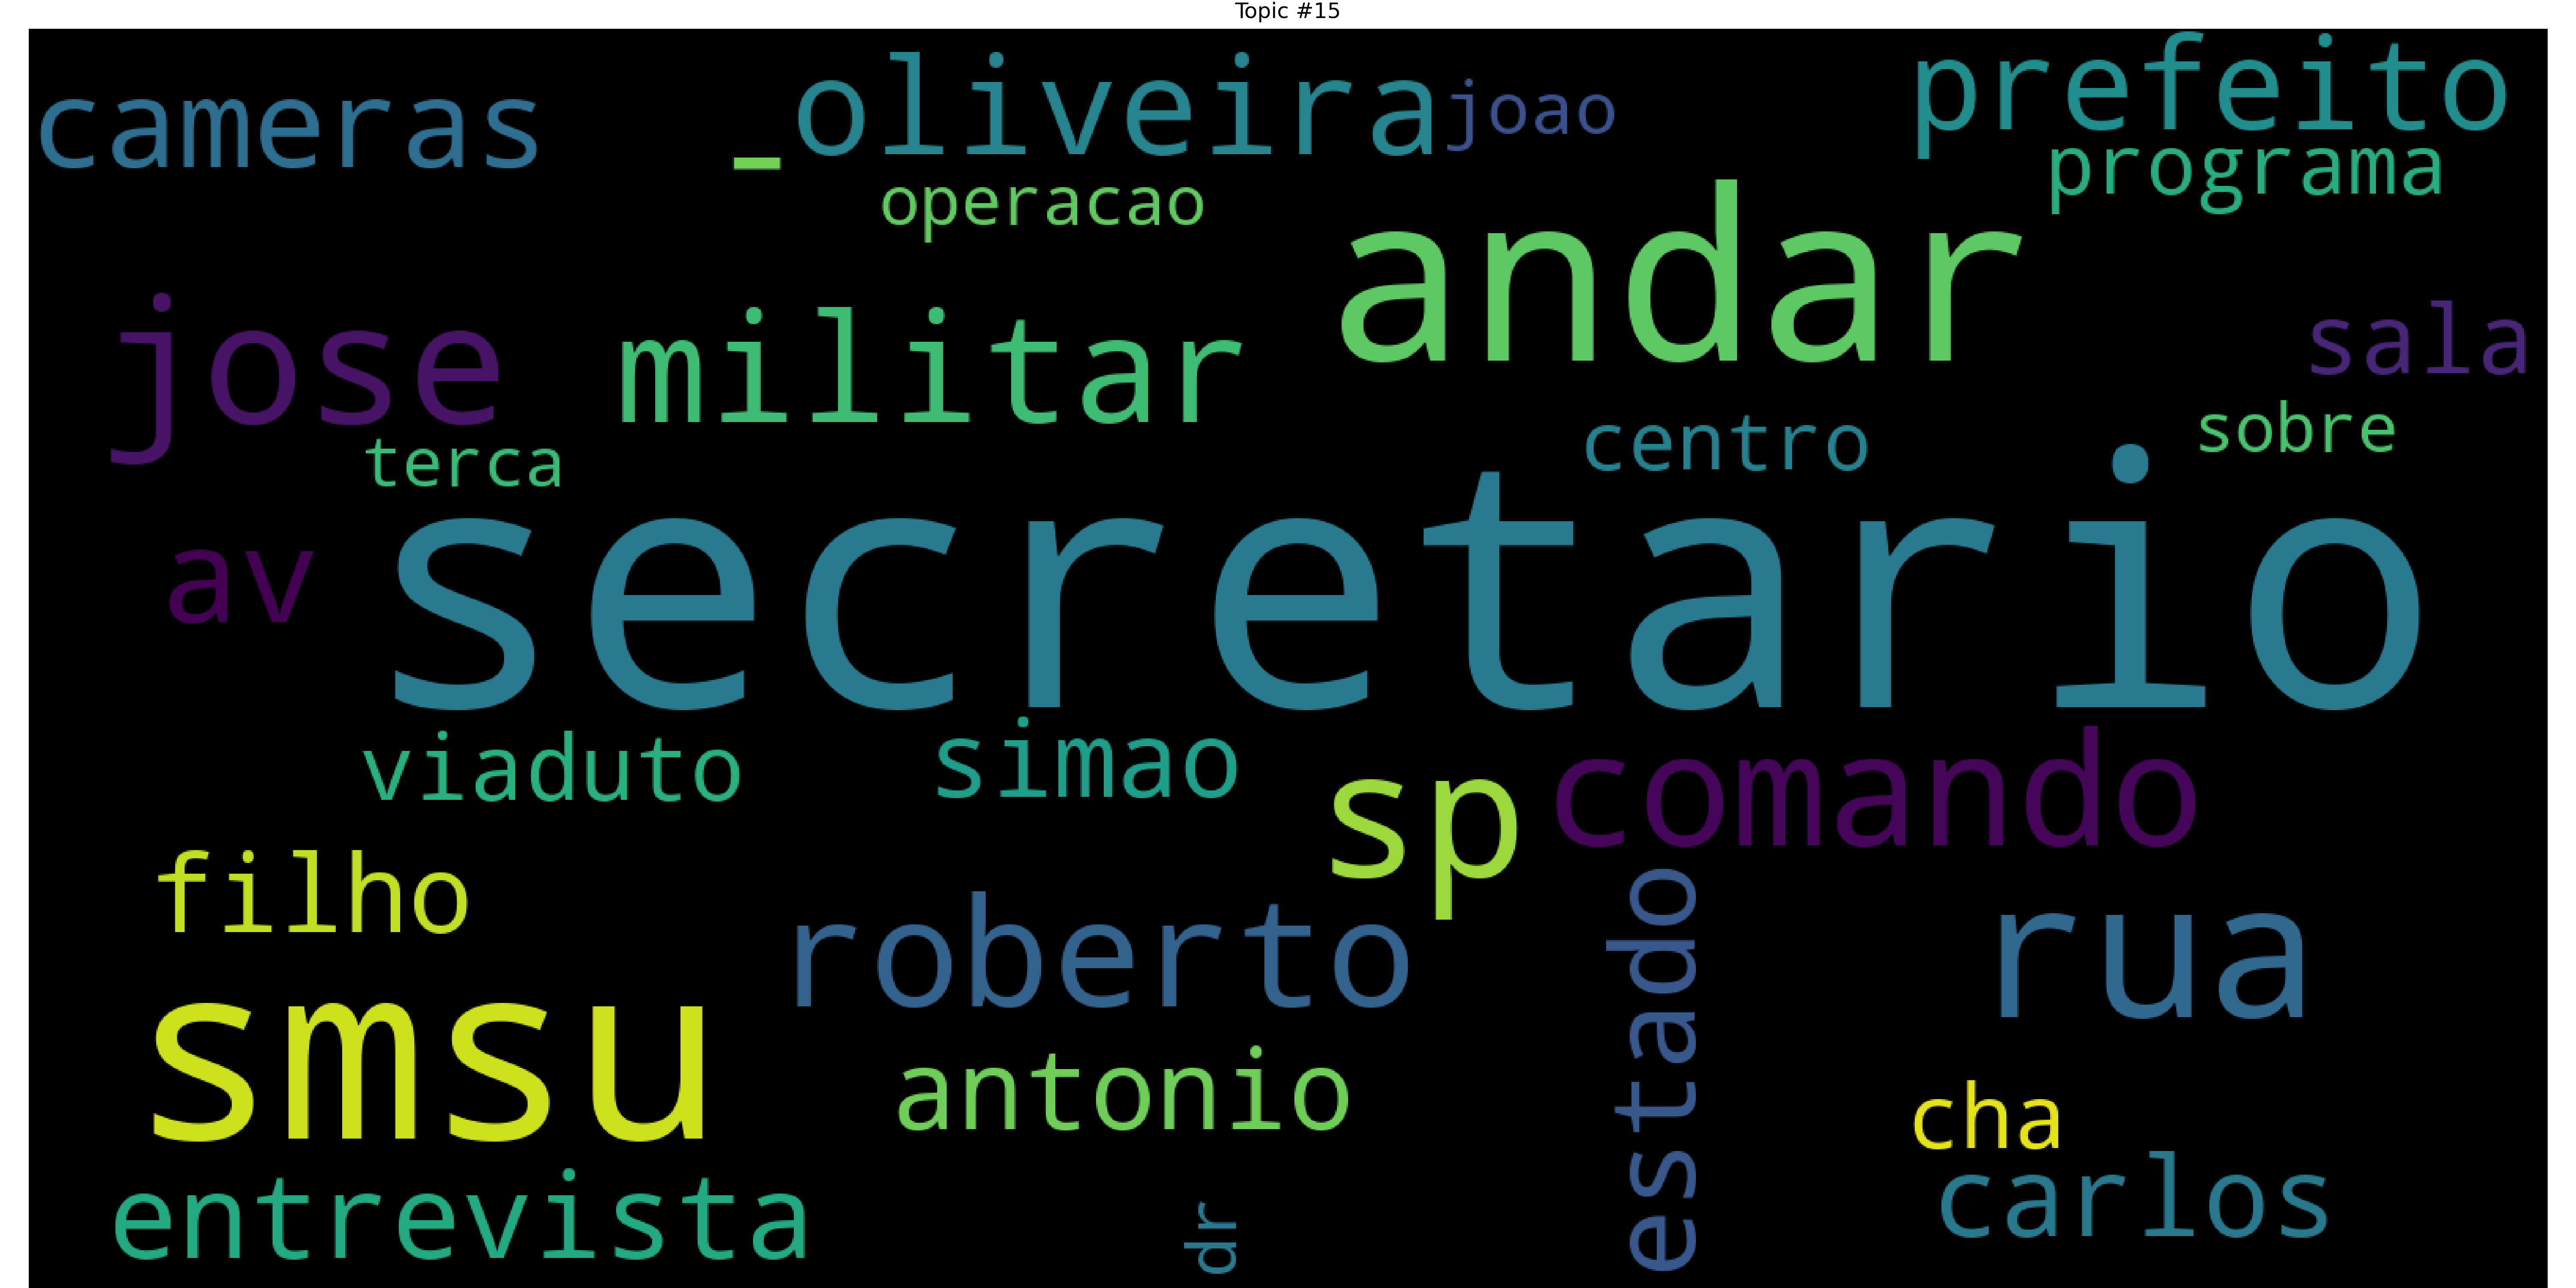 Topic #15
cameras
_
oliveira
joao
prefeito
programa
operacao
andar
jose
militar
sala
terca
centro
sobre
av
secretario
viaduto
simao
sp
comando
filho
roberto
estado
rua
smsu
antonio
cha
carlos
entrevista
dr